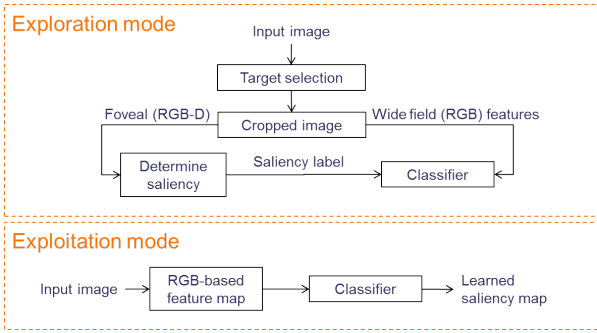 Exploration mode
Input image
Target selection
Foveal (RGB-D)
Cropped image
Wide field (RGB) features
Determine
saliency
Saliency label
Classifier
Exploitation mode
Input image
RGB-based
feature map
Classifier
Learned
saliency map